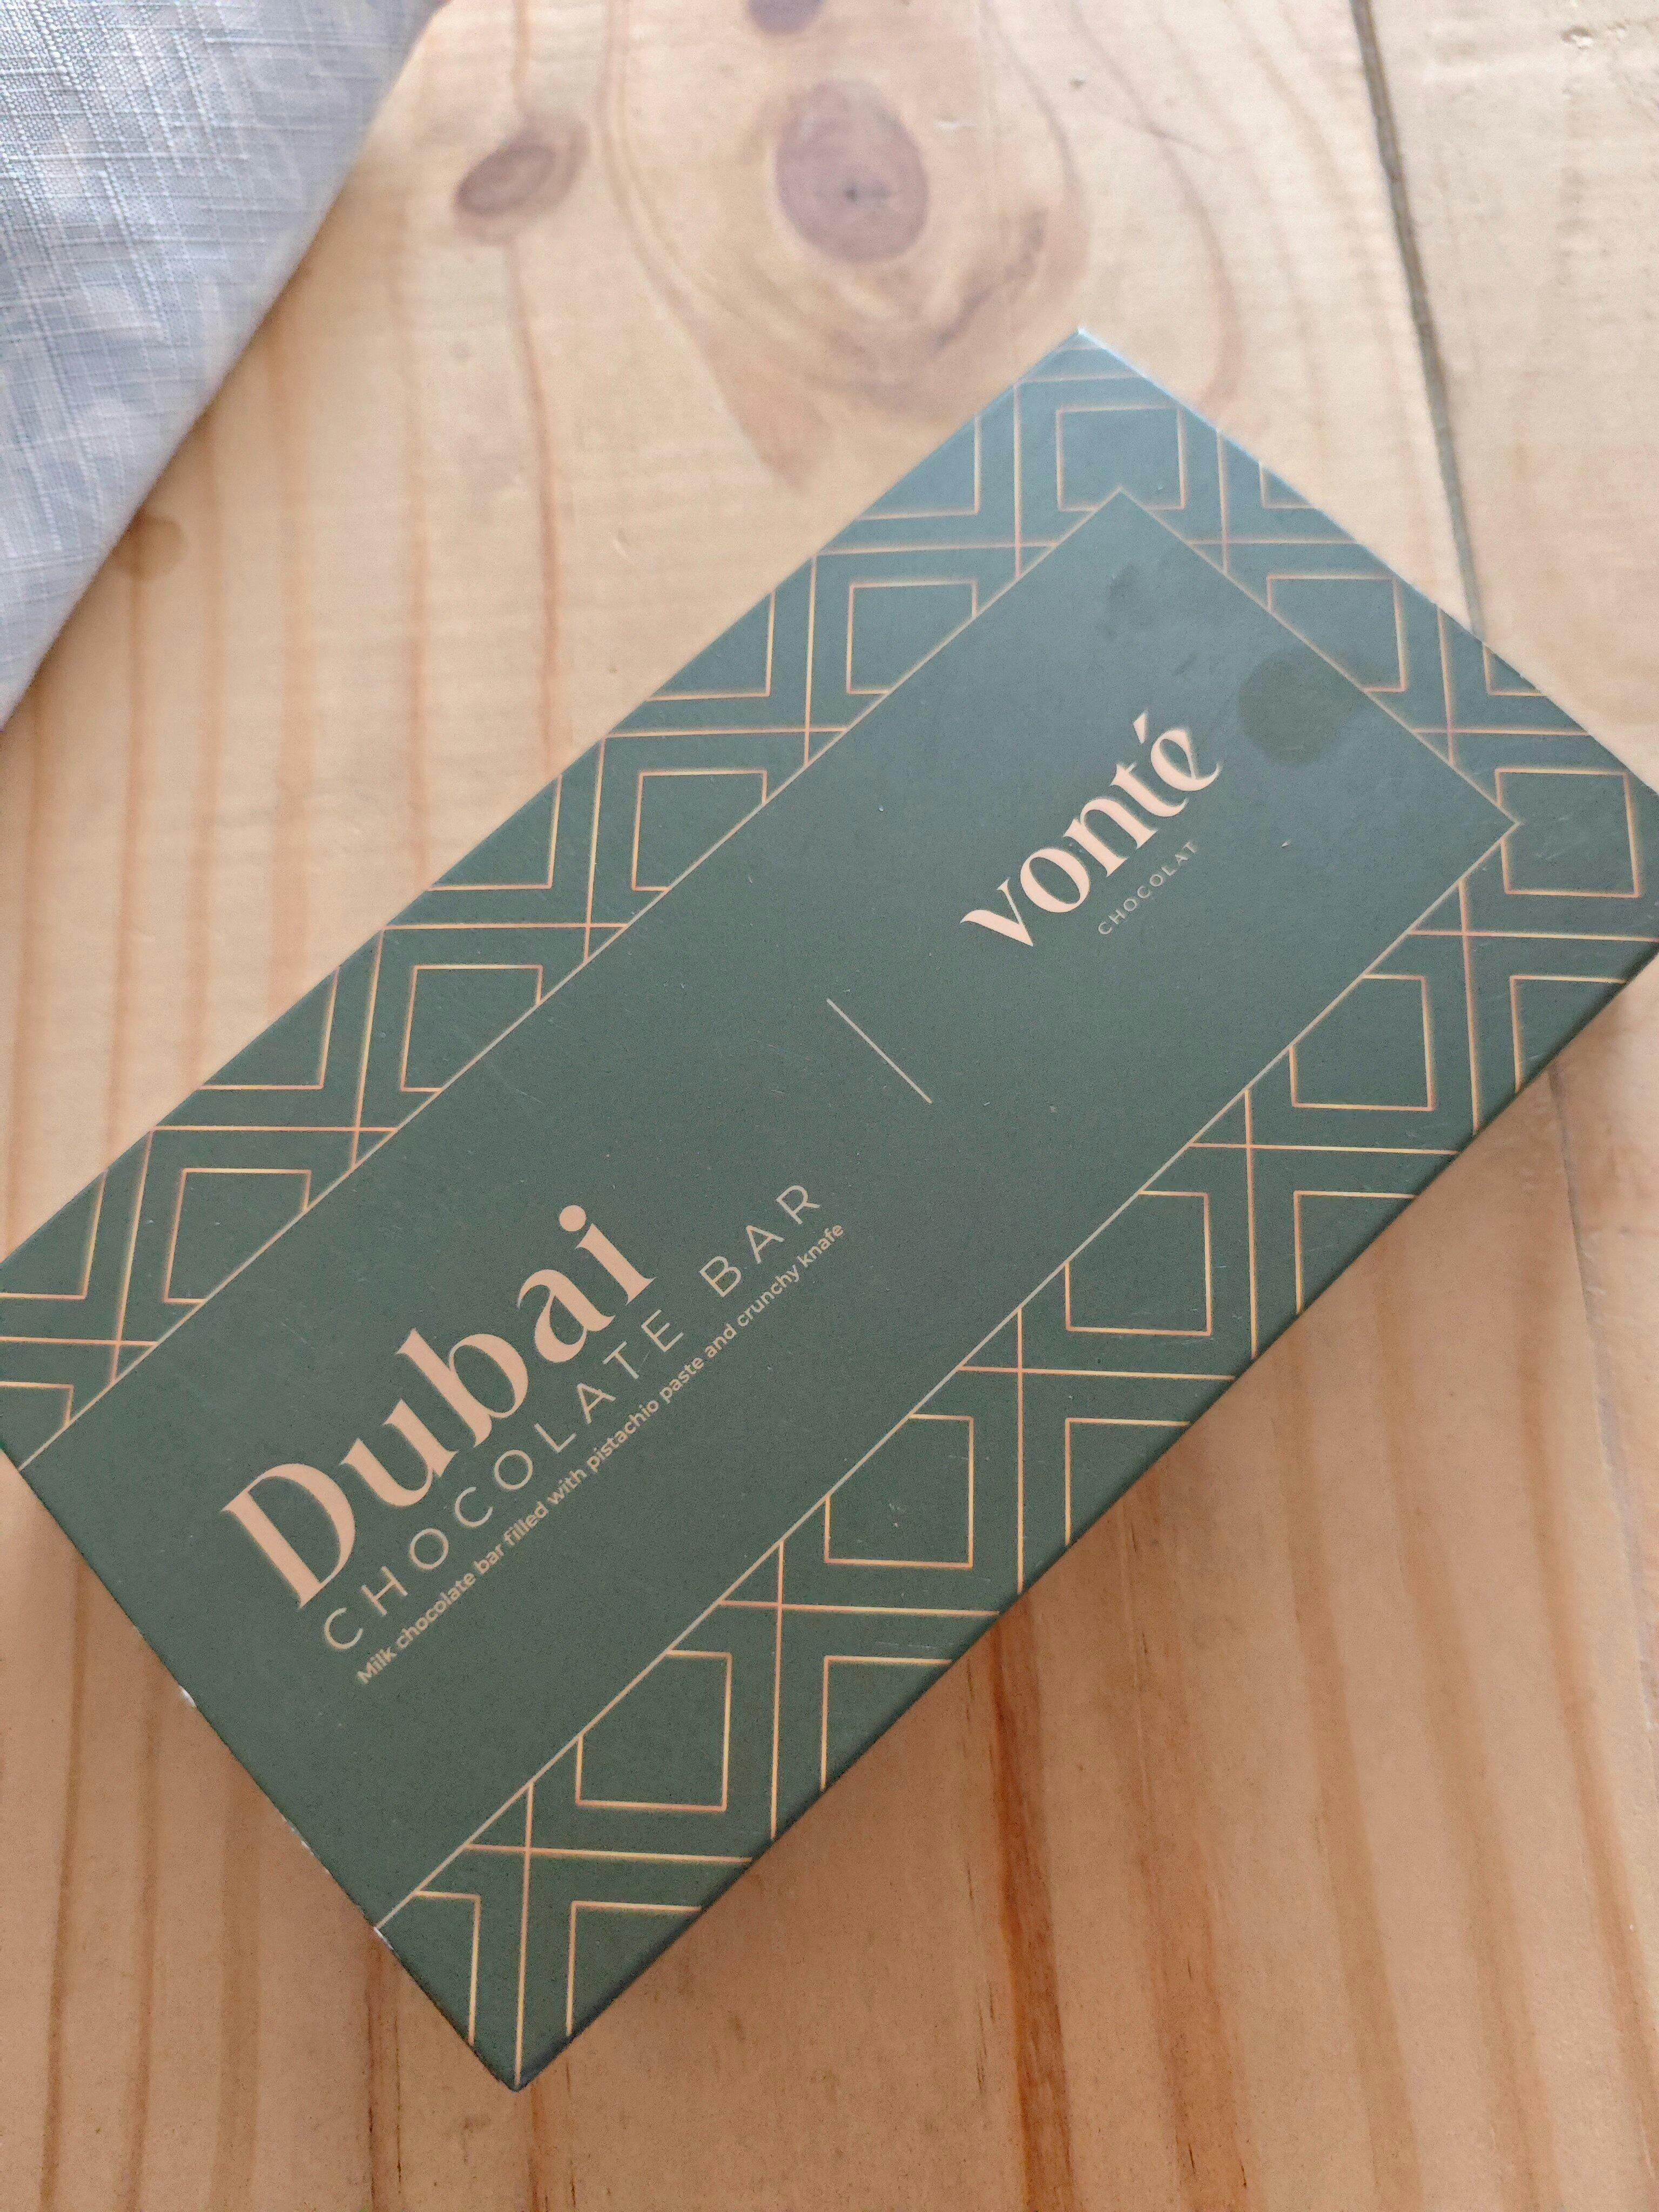 vonté
CHOCOLAT
Dubai
CHOCOLATE BAR
Milk chocolate bar filled with pistachio paste and crunchy knafe